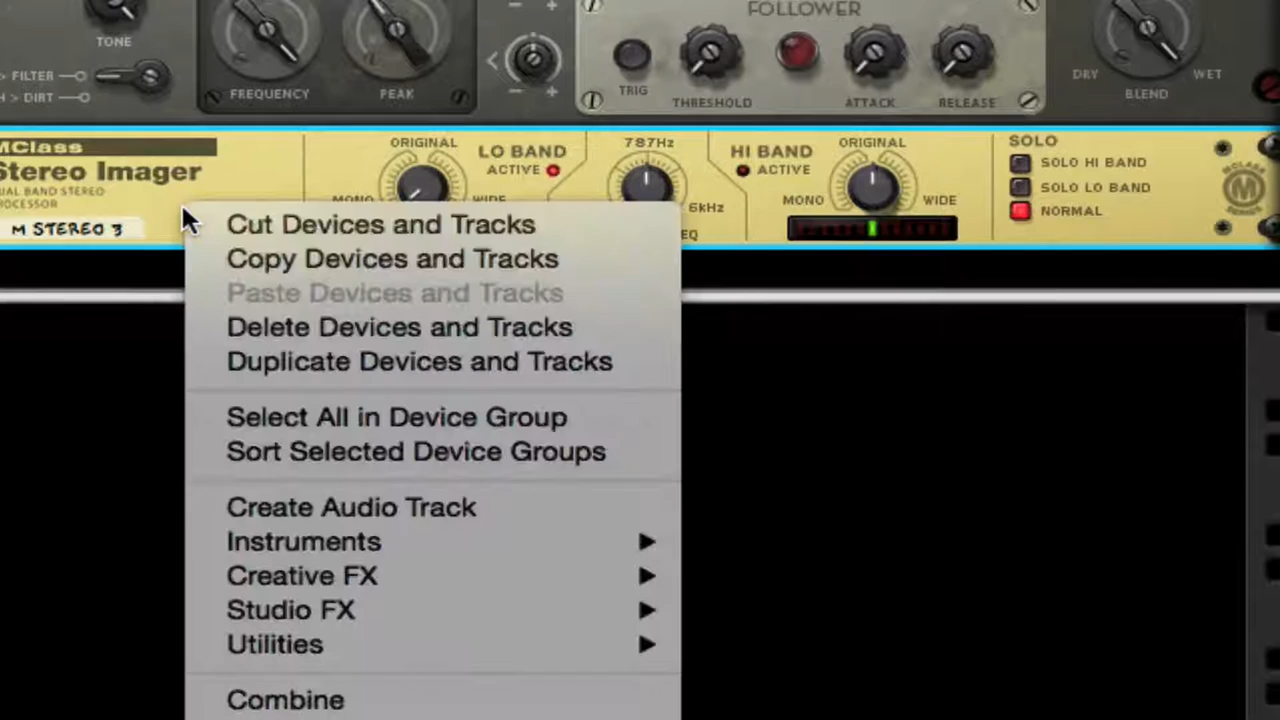 FOLLOWER
TONE
> FILTER
> DIRT
FREQUENCY
PEAK
TRIG
THRESHOLD
ATTACK
RELEASE
DRY
WET
BLEND
MClass
Stereo Imager
UAL BAND STEREO
ROCESSOR
M STEREO 3
ORIGINAL
MONO
WIDE
LO BAND
ACTIVE
787Hz
6kHz
EQ
HI BAND
ACTIVE
ORIGINAL
MONO
WIDE
SOLO
SOLO HI BAND
SOLO LO BAND
NORMAL
Cut Devices and Tracks
Copy Devices and Tracks
Paste Devices and Tracks
Delete Devices and Tracks
Duplicate Devices and Tracks
Select All in Device Group
Sort Selected Device Groups
Create Audio Track
Instruments
Creative FX
Studio FX
Utilities
Combine